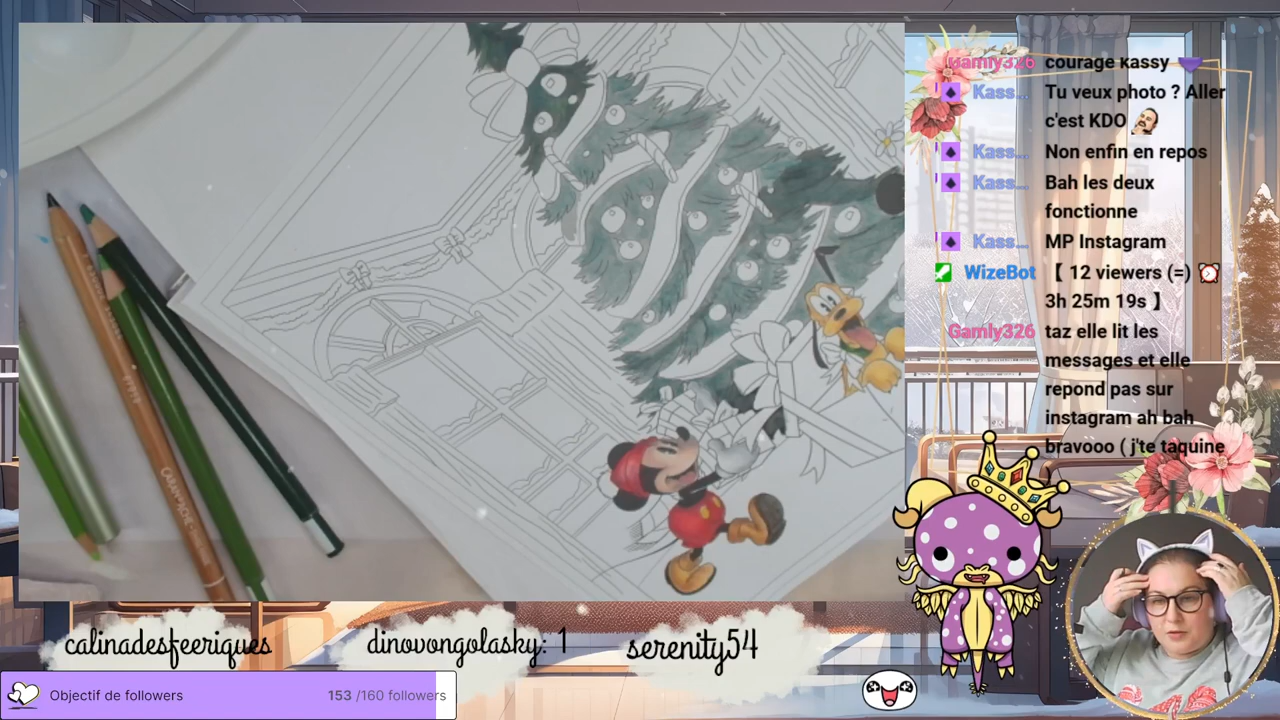 Gamly326 courage kassy
Kass... Tu veux photo ? Aller
c'est KDO
Kass... Non enfin en repos
Kass... Bah les deux
fonctionne
Kass... MP Instagram
WizeBot 【 12 viewers (=)
3h 25m 19s 】
Gamly326 taz elle lit les
messages et elle
repond pas sur
instagram ah bah
bravooo ( j'te taquine
CARAN D'ACHE
calinadesfeeriques
dinovongolasky: 1
serenity54
Objectif de followers
153 /160 followers